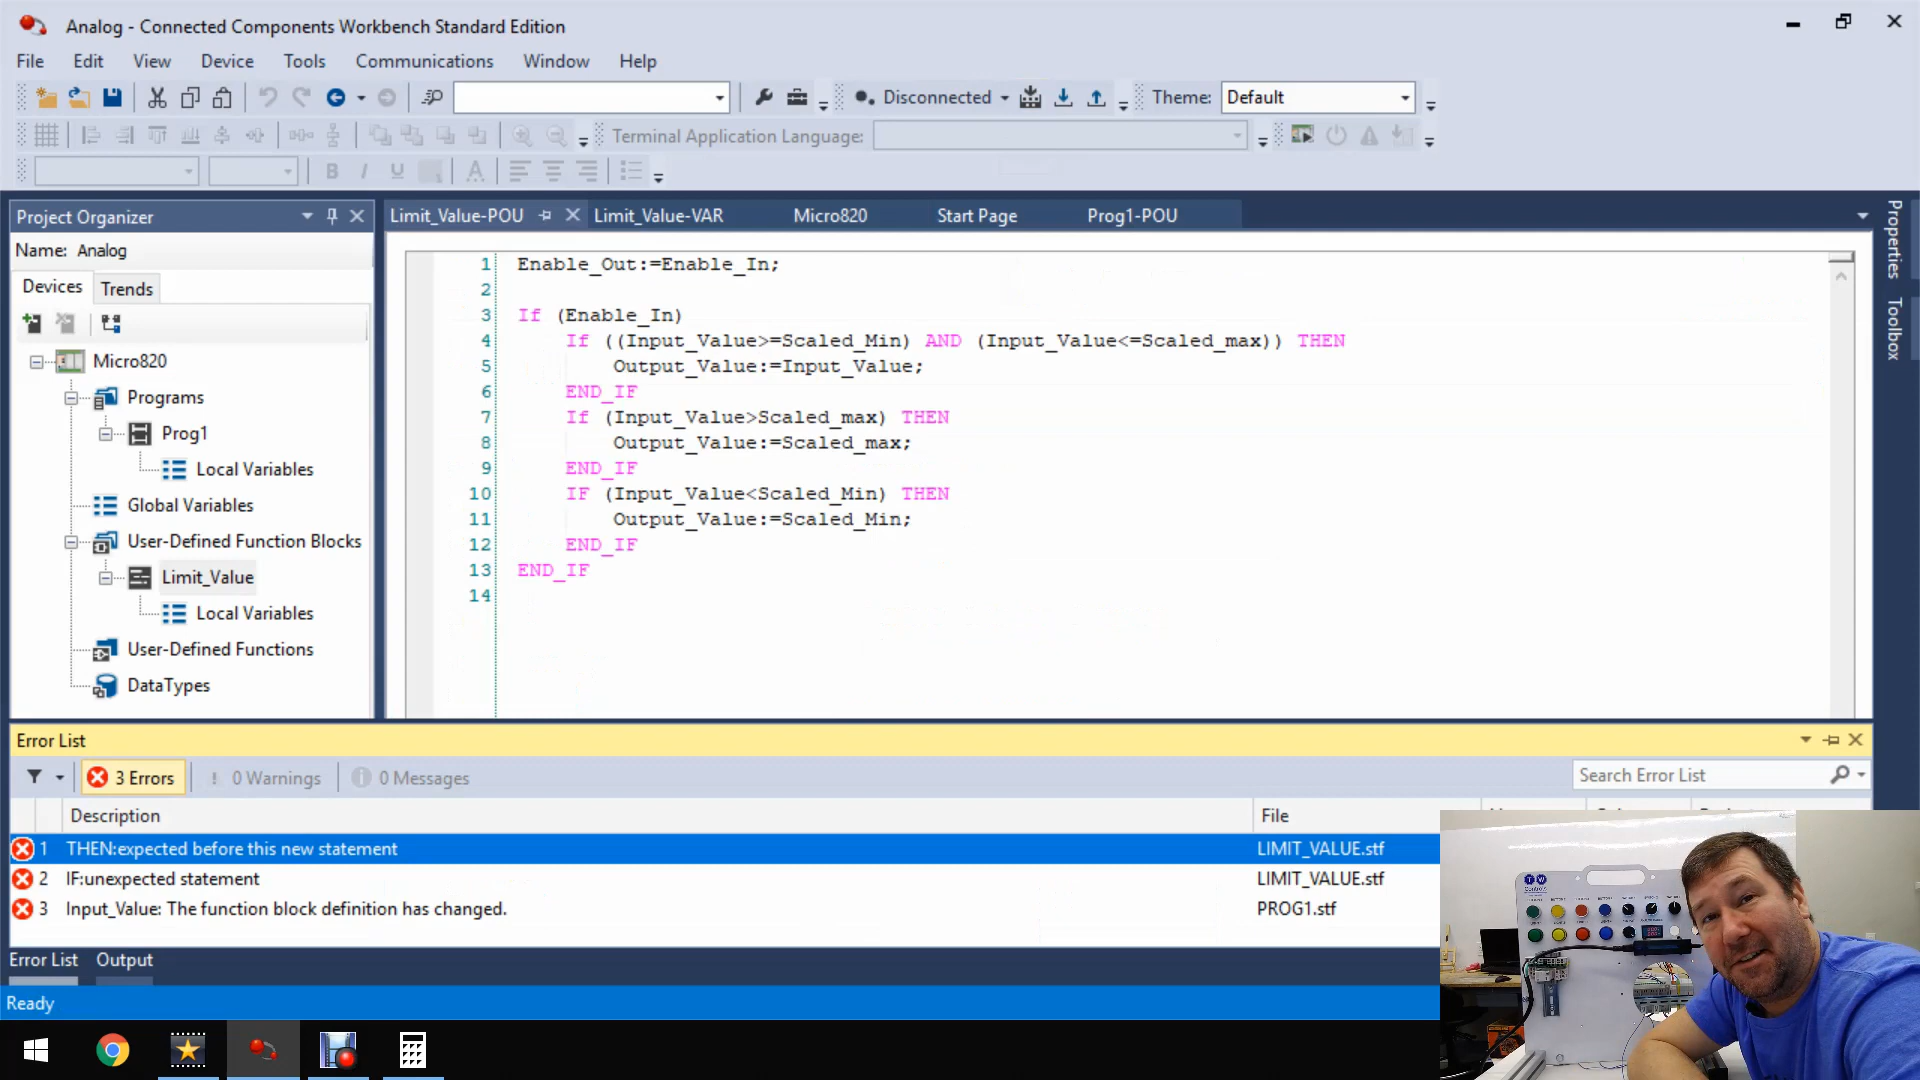 Analog - Connected Components Workbench Standard Edition
File Edit View Device Tools Communications Window Help
Disconnected Theme: Default
Terminal Application Language:
B I U A
Project Organizer
Name: Analog
Devices Trends
Micro820
Programs
Prog1
Local Variables
Global Variables
User-Defined Function Blocks
Limit_Value
Local Variables
User-Defined Functions
DataTypes
Limit_Value-POU Limit_Value-VAR Micro820 Start Page Prog1-POU
1 Enable_Out:=Enable_In;
2
3 If (Enable_In)
4 If ((Input_Value>=Scaled_Min) AND (Input_Value<=Scaled_max)) THEN
5 Output_Value:=Input_Value;
6 END_IF
7 If (Input_Value>Scaled_max) THEN
8 Output_Value:=Scaled_max;
9 END_IF
10 IF (Input_Value<Scaled_Min) THEN
11 Output_Value:=Scaled_Min;
12 END_IF
13 END_IF
14
Properties
Toolbox
Error List
3 Errors 0 Warnings 0 Messages
Search Error List
Description File
1 THEN:expected before this new statement LIMIT_VALUE.stf
2 IF:unexpected statement LIMIT_VALUE.stf
3 Input_Value: The function block definition has changed. PROG1.stf
Error List Output
Ready
TW
Controls